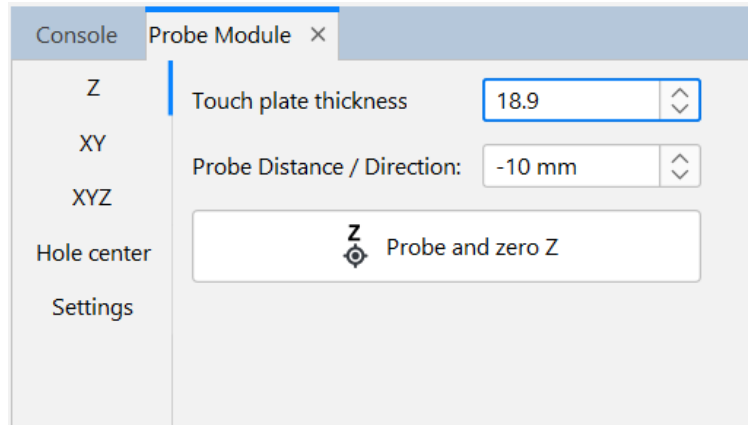 Console
Probe Module ×
Z
XY
XYZ
Hole center
Settings
Touch plate thickness 18.9
Probe Distance / Direction: -10 mm
Z Probe and zero Z